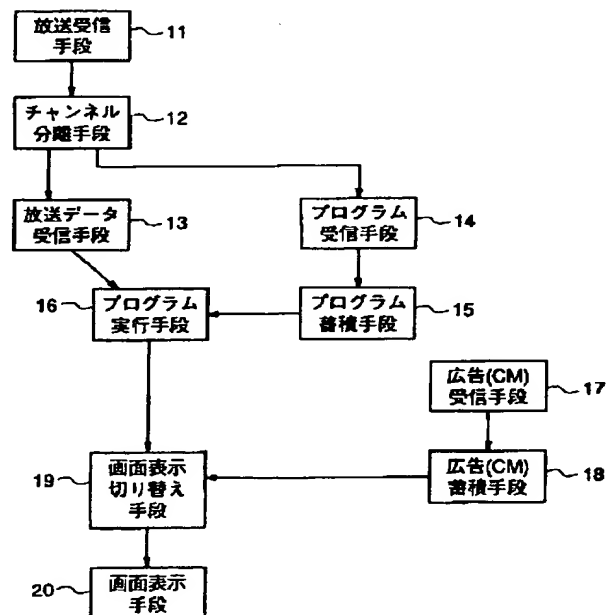 放送受信
手段
11
チャンネル
分離手段
12
放送データ
受信手段
13
プログラム
受信手段
14
16
プログラム
実行手段
プログラム
蓄積手段
15
広告(CM)
受信手段
17
19
画面表示
切り替え
手段
広告(CM)
蓄積手段
18
20
画面表示
手段